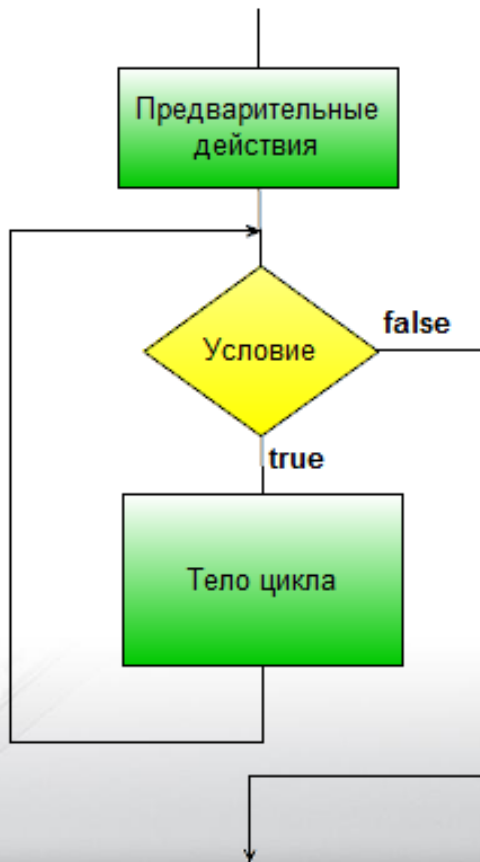 Предварительные
действия
Условие
false
true
Тело цикла